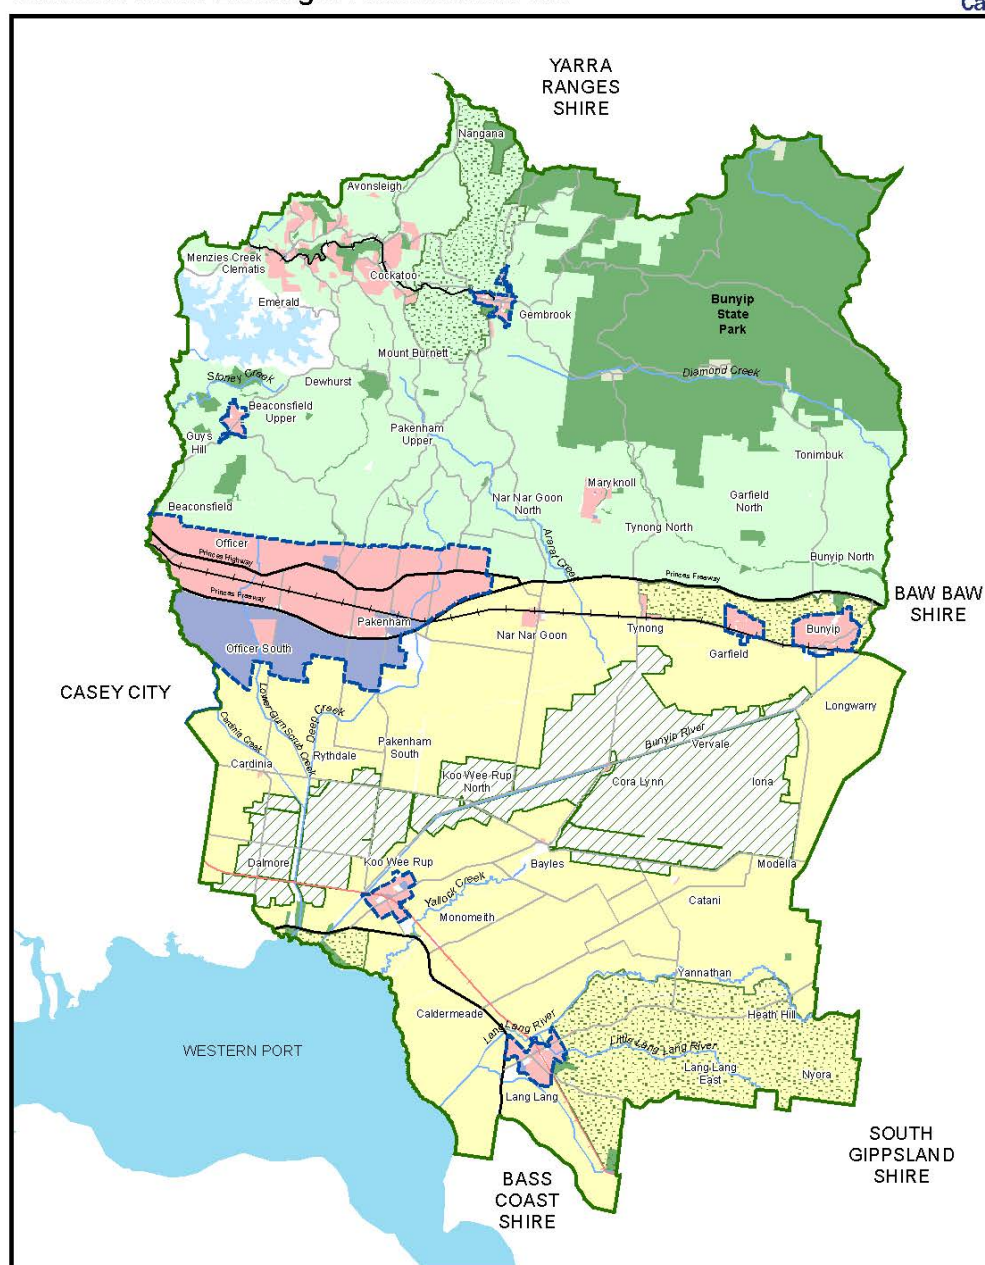 Ca
YARRA
RANGES
SHIRE
Nangana
Avonsleigh
Menzies Creek
Clematis
Cockatoo
Emerald
Gembrook
Bunyip
State
Park
Mount Burnett
Stoney Creek
Dewhurst
Diamond Creek
Beaconsfield
Upper
Guys
Hill
Pakenham
Upper
Tonimbuk
Maryknoll
Nar Nar Goon
North
Garfield
North
Beaconsfield
Tynong North
Ararat Creek
Officer
Princes Highway
Bunyip North
Princes Freeway
Princes Freeway
BAW BAW
SHIRE
Pakenham
Nar Nar Goon
Tynong
Bunyip
Officer South
Garfield
CASEY CITY
Lower Gum Scrub Creek
Deep Creek
Cardinia Creek
Longwarry
Bunyip River
Vervale
Pakenham
South
Rythdale
Cardinia
Koo Wee Rup
North
Cora Lynn
Iona
Dalmore
Koo Wee Rup
Bayles
Modella
Yallock Creek
Catani
Monomeith
Yannathan
Caldermeade
Heath Hill
Lang Lang River
Little Lang Lang River
WESTERN PORT
Lang Lang
East
Nyora
Lang Lang
SOUTH
GIPPSLAND
SHIRE
BASS
COAST
SHIRE